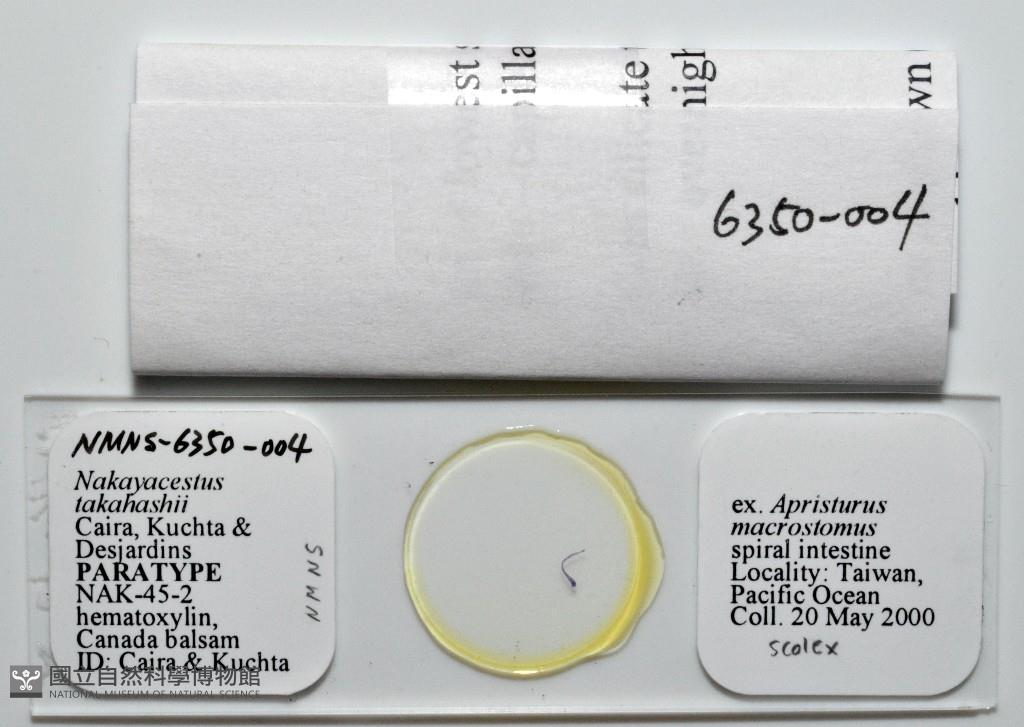 6350-004
NMNS-6350-004
Nakayacestus
takahashii
Caira, Kuchta &
Desjardins
PARATYPE
NAK-45-2
hematoxylin,
Canada balsam
ID: Caira & Kuchta
NMNS
ex. Apristurus
macrostomus
spiral intestine
Locality: Taiwan,
Pacific Ocean
Coll. 20 May 2000
scolex
國立自然科學博物館
NATIONAL MUSEUM OF NATURAL SCIENCE